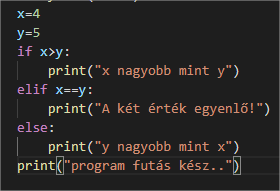 x=4
y=5
if x>y:
    print("x nagyobb mint y")
elif x==y:
    print("A két érték egyenlő!")
else:
    print("y nagyobb mint x")
print("program futás kész..")